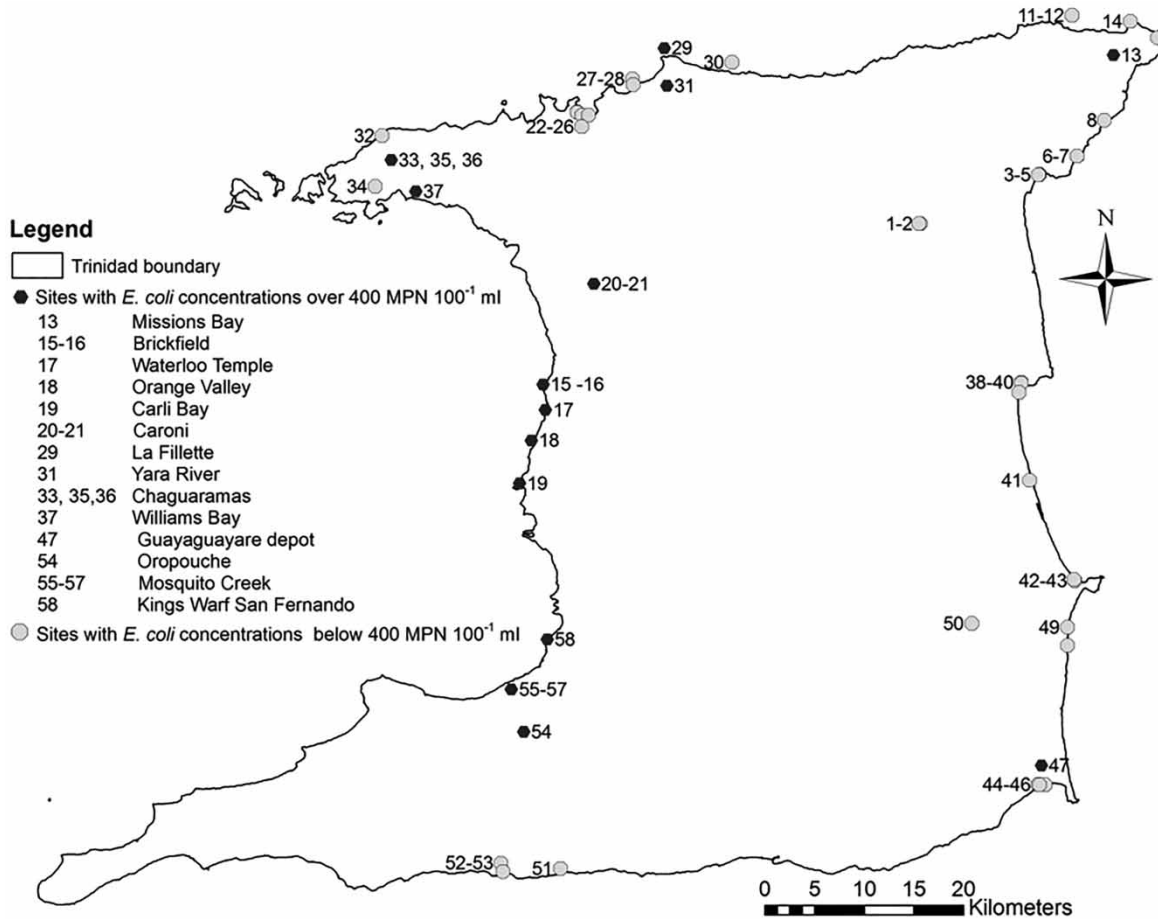 11-12
14
29
13
30
27-28
31
8
22-26
32
6-7
33, 35, 36
3-5
34
37
N
1-2
Legend
Trinidad boundary
20-21
Sites with E. coli concentrations over 400 MPN 100⁻¹ ml
13 Missions Bay
15-16 Brickfield
17 Waterloo Temple
18 Orange Valley
19 Carli Bay
20-21 Caroni
29 La Fillette
31 Yara River
33, 35,36 Chaguaramas
37 Williams Bay
47 Guayaguayare depot
54 Oropouche
55-57 Mosquito Creek
58 Kings Warf San Fernando
Sites with E. coli concentrations below 400 MPN 100⁻¹ ml
15 -16
38-40
17
18
41
19
42-43
50
49
58
55-57
54
47
44-46
52-53
51
0 5 10 15 20
Kilometers